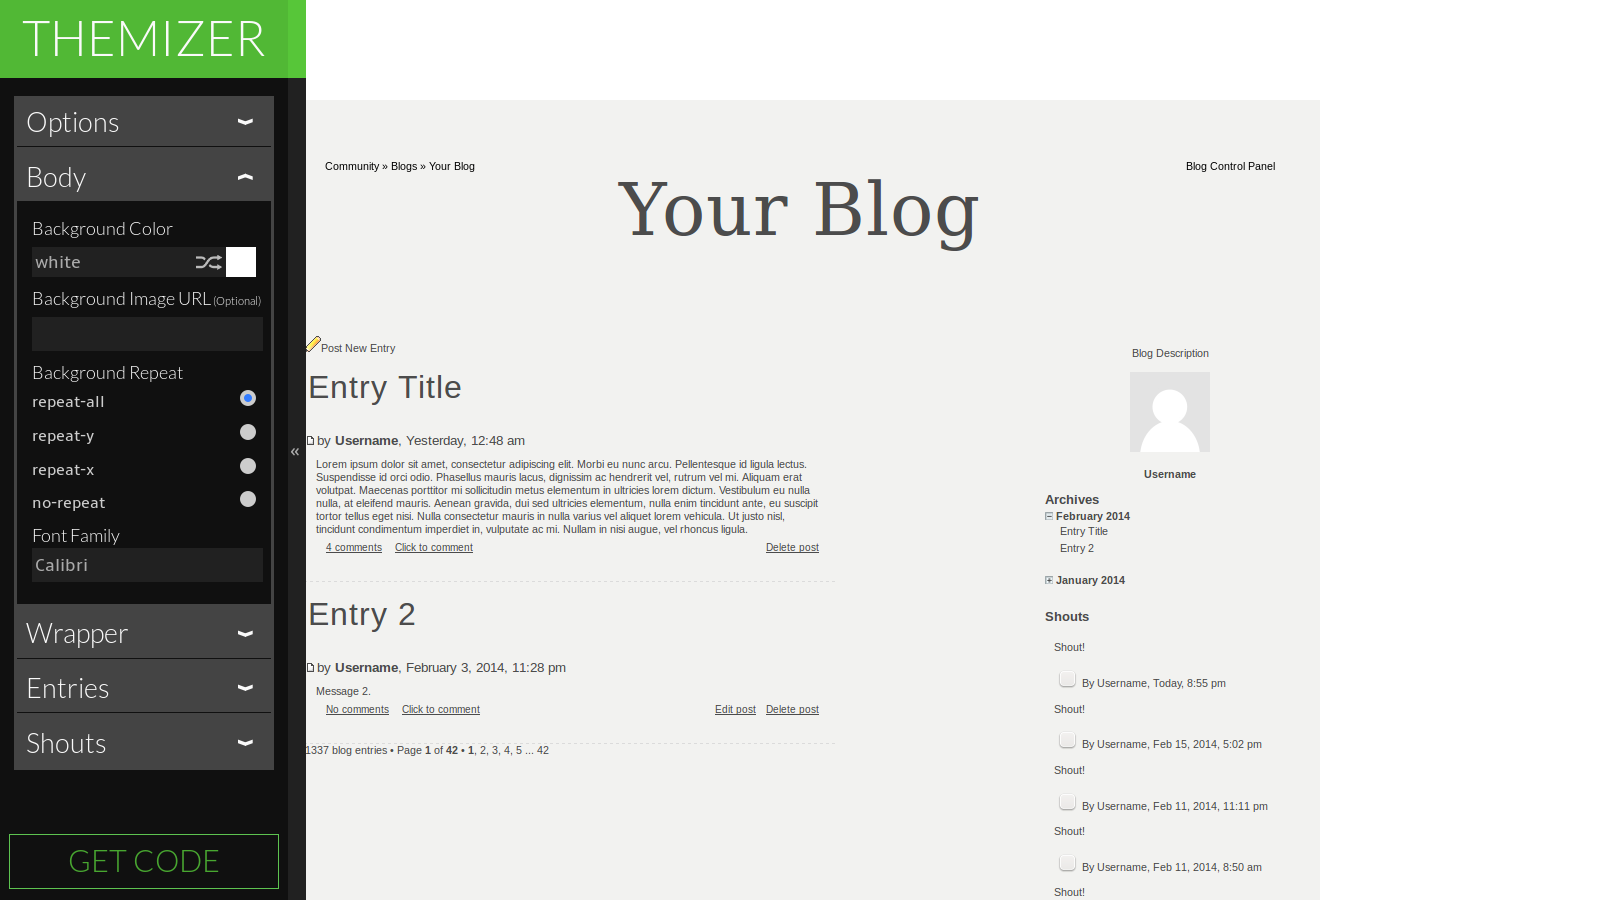 THEMIZER
Options
Body
Background Color
white
Background Image URL (Optional)
Background Repeat
repeat-all
repeat-y
repeat-x
no-repeat
Font Family
Calibri
Wrapper
Entries
Shouts
GET CODE
«
Community » Blogs » Your Blog
Blog Control Panel
Your Blog
Post New Entry
Entry Title
by Username, Yesterday, 12:48 am
Lorem ipsum dolor sit amet, consectetur adipiscing elit. Morbi eu nunc arcu. Pellentesque id ligula lectus.
Suspendisse id orci odio. Phasellus mauris lacus, dignissim ac hendrerit vel, rutrum vel mi. Aliquam erat
volutpat. Maecenas porttitor mi sollicitudin metus elementum in ultricies lorem dictum. Vestibulum eu nulla
nulla, at eleifend mauris. Aenean gravida, dui sed ultricies elementum, nulla enim tincidunt ante, eu suscipit
tortor tellus eget nisi. Nulla consectetur mauris in nulla varius vel aliquet lorem vehicula. Ut justo nisl,
tincidunt condimentum imperdiet in, vulputate ac mi. Nullam in nisi augue, vel rhoncus ligula.
4 comments Click to comment Delete post
Entry 2
by Username, February 3, 2014, 11:28 pm
Message 2.
No comments Click to comment Edit post Delete post
1337 blog entries • Page 1 of 42 • 1, 2, 3, 4, 5 ... 42
Blog Description
Username
Archives
February 2014
Entry Title
Entry 2
January 2014
Shouts
Shout!
By Username, Today, 8:55 pm
Shout!
By Username, Feb 15, 2014, 5:02 pm
Shout!
By Username, Feb 11, 2014, 11:11 pm
Shout!
By Username, Feb 11, 2014, 8:50 am
Shout!